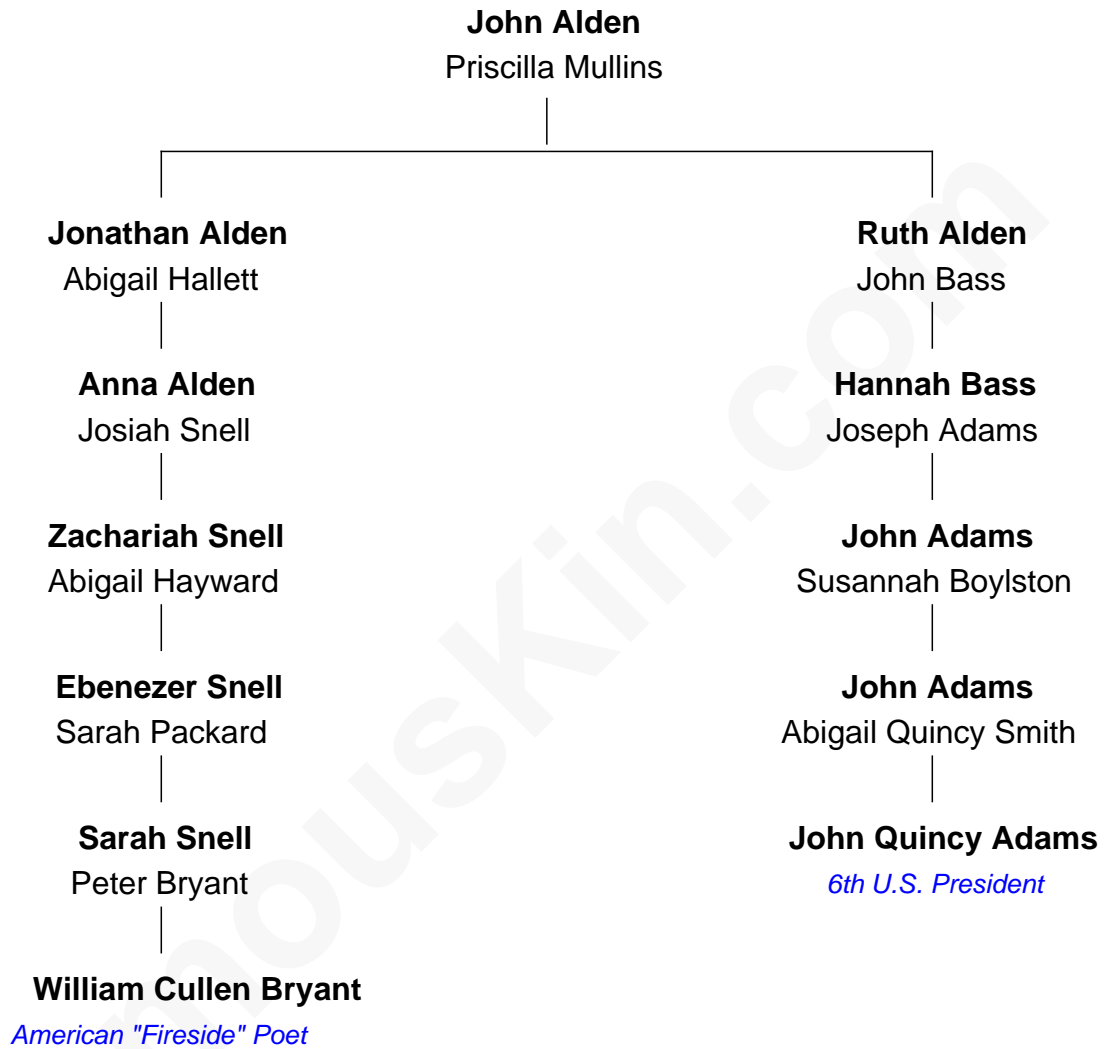 John Alden
Priscilla Mullins
Jonathan Alden
Abigail Hallett
Ruth Alden
John Bass
Anna Alden
Josiah Snell
Hannah Bass
Joseph Adams
Zachariah Snell
Abigail Hayward
John Adams
Susannah Boylston
Ebenezer Snell
Sarah Packard
John Adams
Abigail Quincy Smith
Sarah Snell
Peter Bryant
John Quincy Adams
6th U.S. President
William Cullen Bryant
American "Fireside" Poet
mouskin.com